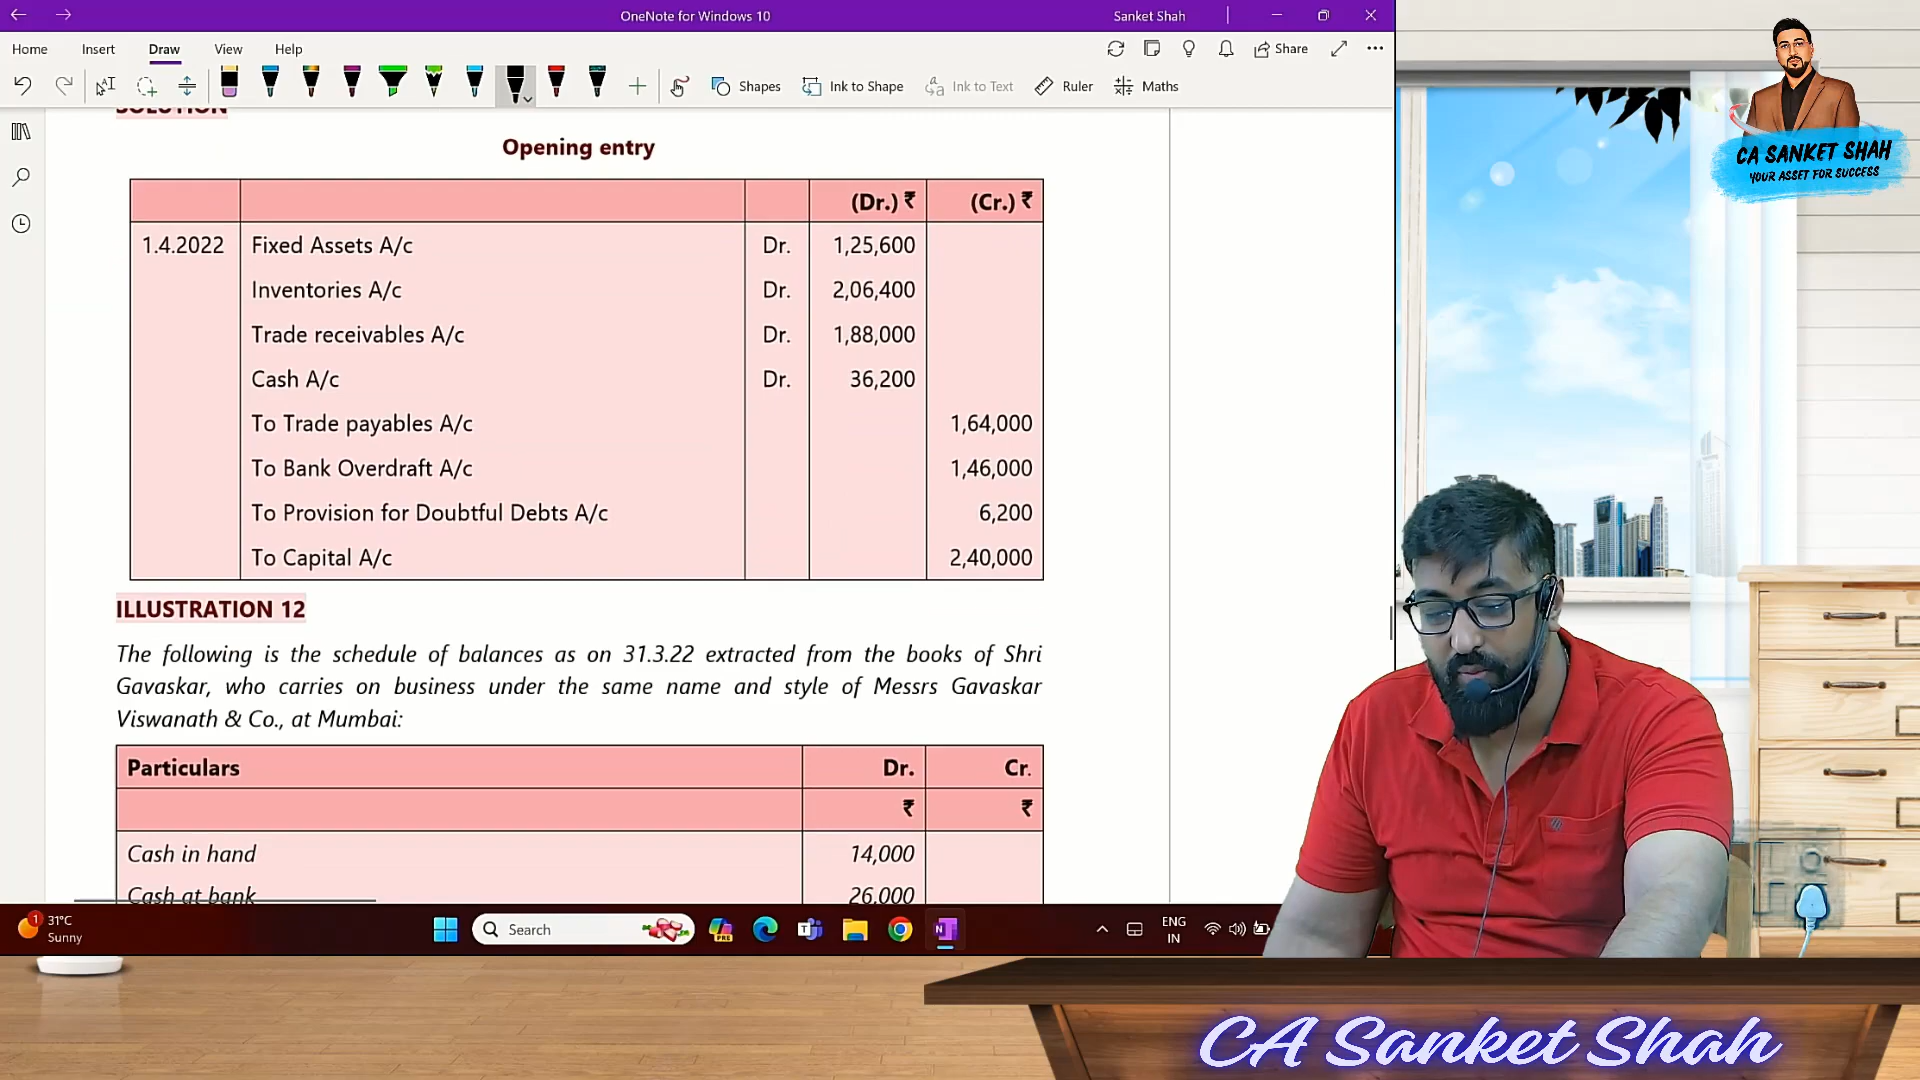 OneNote for Windows 10
Sanket Shah
Home Insert Draw View Help
Share
Shapes Ink to Shape Ink to Text Ruler Maths
SOLUTION
Opening entry
(Dr.) ₹ (Cr.) ₹
1.4.2022 Fixed Assets A/c Dr. 1,25,600
Inventories A/c Dr. 2,06,400
Trade receivables A/c Dr. 1,88,000
Cash A/c Dr. 36,200
To Trade payables A/c 1,64,000
To Bank Overdraft A/c 1,46,000
To Provision for Doubtful Debts A/c 6,200
To Capital A/c 2,40,000
ILLUSTRATION 12
The following is the schedule of balances as on 31.3.22 extracted from the books of Shri
Gavaskar, who carries on business under the same name and style of Messrs Gavaskar
Viswanath & Co., at Mumbai:
Particulars Dr. Cr.
₹ ₹
Cash in hand 14,000
Cash at bank 26,000
1
31°C
Sunny
Search
PRE
ENG
IN
CA SANKET SHAH
YOUR ASSET FOR SUCCESS
CA Sanket Shah